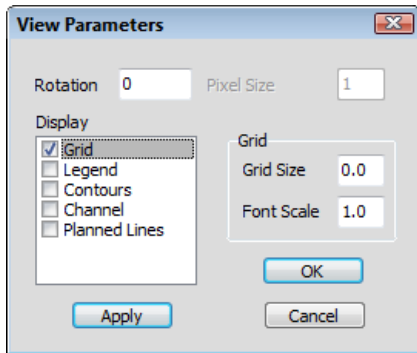 View Parameters
Rotation 0 Pixel Size 1
Display
Grid
Legend
Contours
Channel
Planned Lines
Grid
Grid Size 0.0
Font Scale 1.0
OK
Apply Cancel